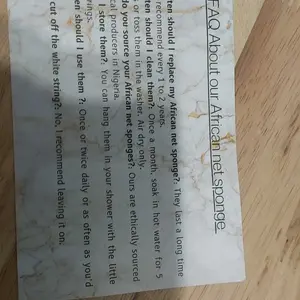 FAQ About our African net sponge
ten should I replace my African net sponge?: They last a long time
recommend every 1 to 2 years.
ten should I clean them?: Once a month, soak in hot water for 5
s or toss them in the washer. Air dry only.
do your source your African net sponges?: Ours are ethically sourced
cal producers in Nigeria.
I store them?: You can hang them in your shower with the little
rings.
en should I use them ?: Once or twice daily or as often as you'd
cut off the white string?: No, I recommend leaving it on.